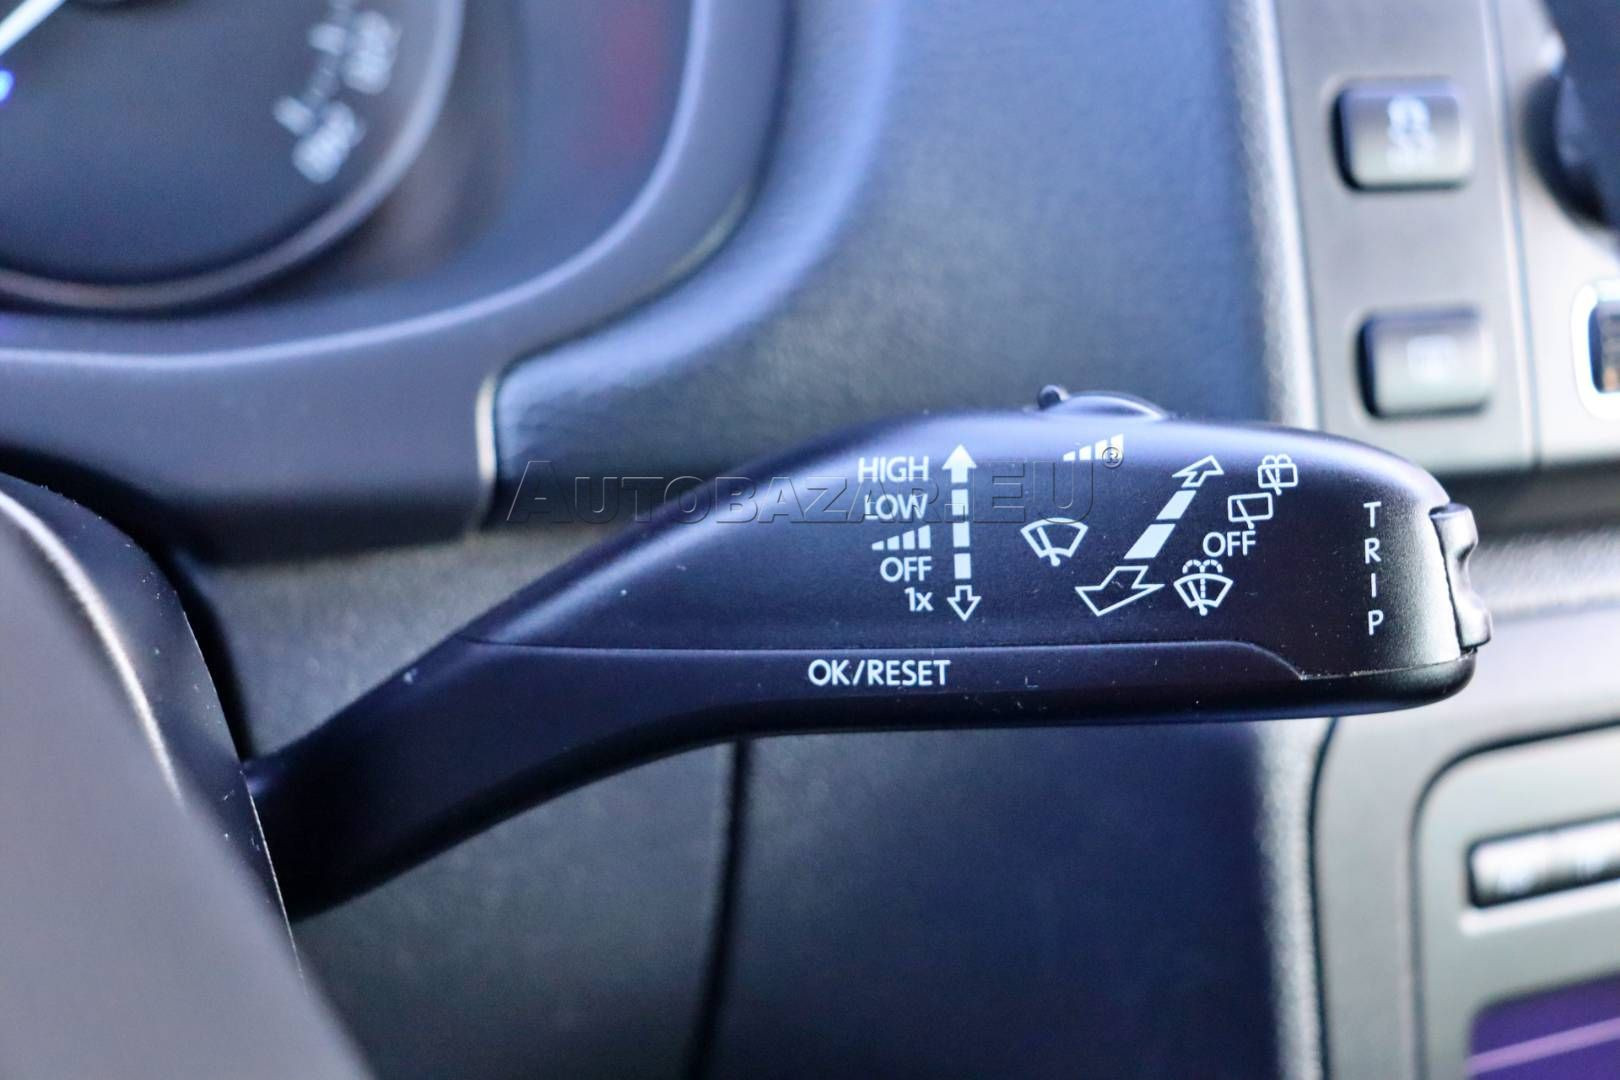 HIGH
LOW
OFF
1x
OFF
TRIP
OK/RESET
AUTOBAZAR.EU®